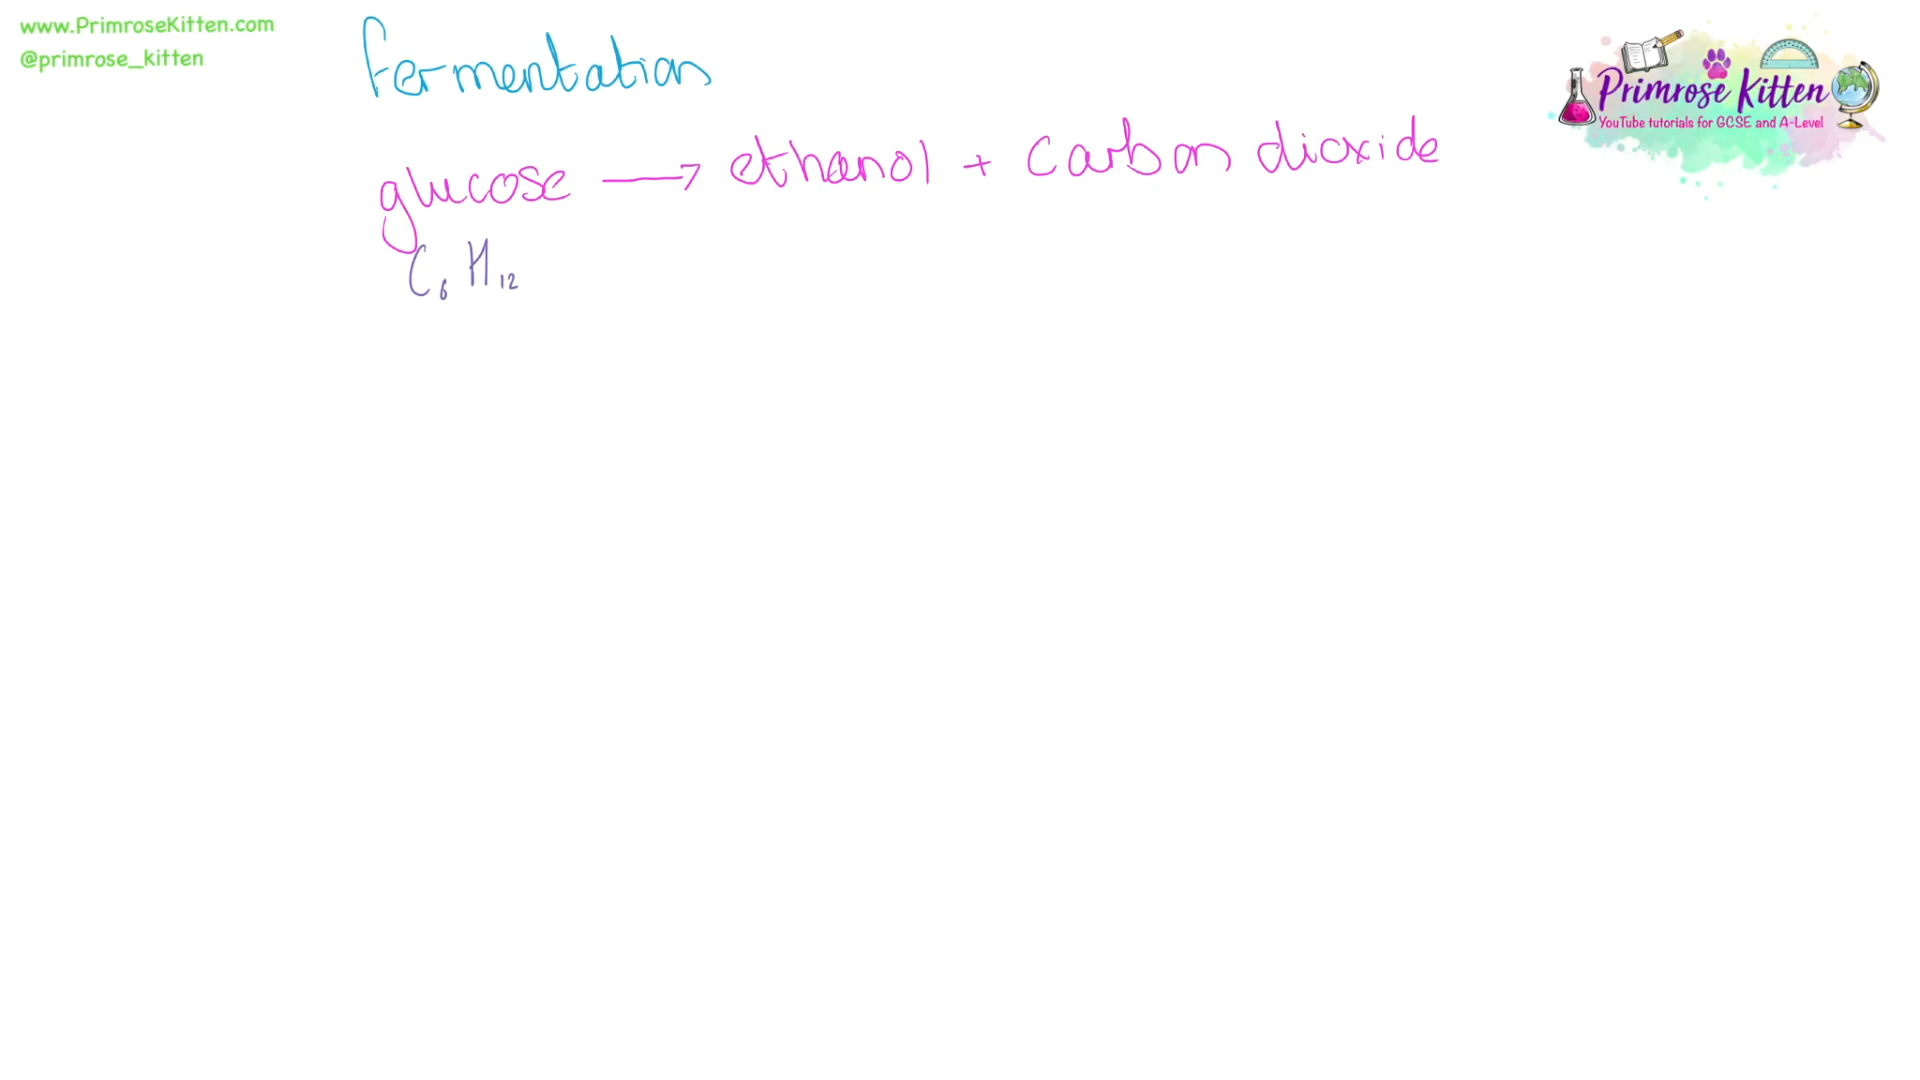 www.PrimroseKitten.com
@primrose_kitten
fermentation
Primrose Kitten
YouTube tutorials for GCSE and A-Level
glucose → ethanol + carbon dioxide
C₆ H₁₂